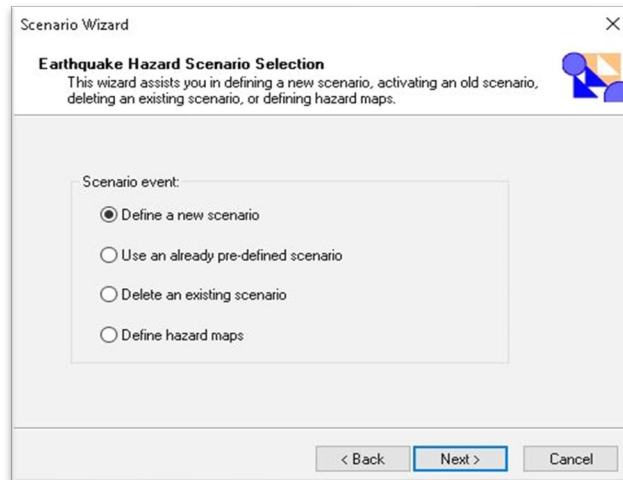 Scenario Wizard
Earthquake Hazard Scenario Selection
This wizard assists you in defining a new scenario, activating an old scenario,
deleting an existing scenario, or defining hazard maps.
Scenario event:
Define a new scenario
Use an already pre-defined scenario
Delete an existing scenario
Define hazard maps
< Back Next > Cancel